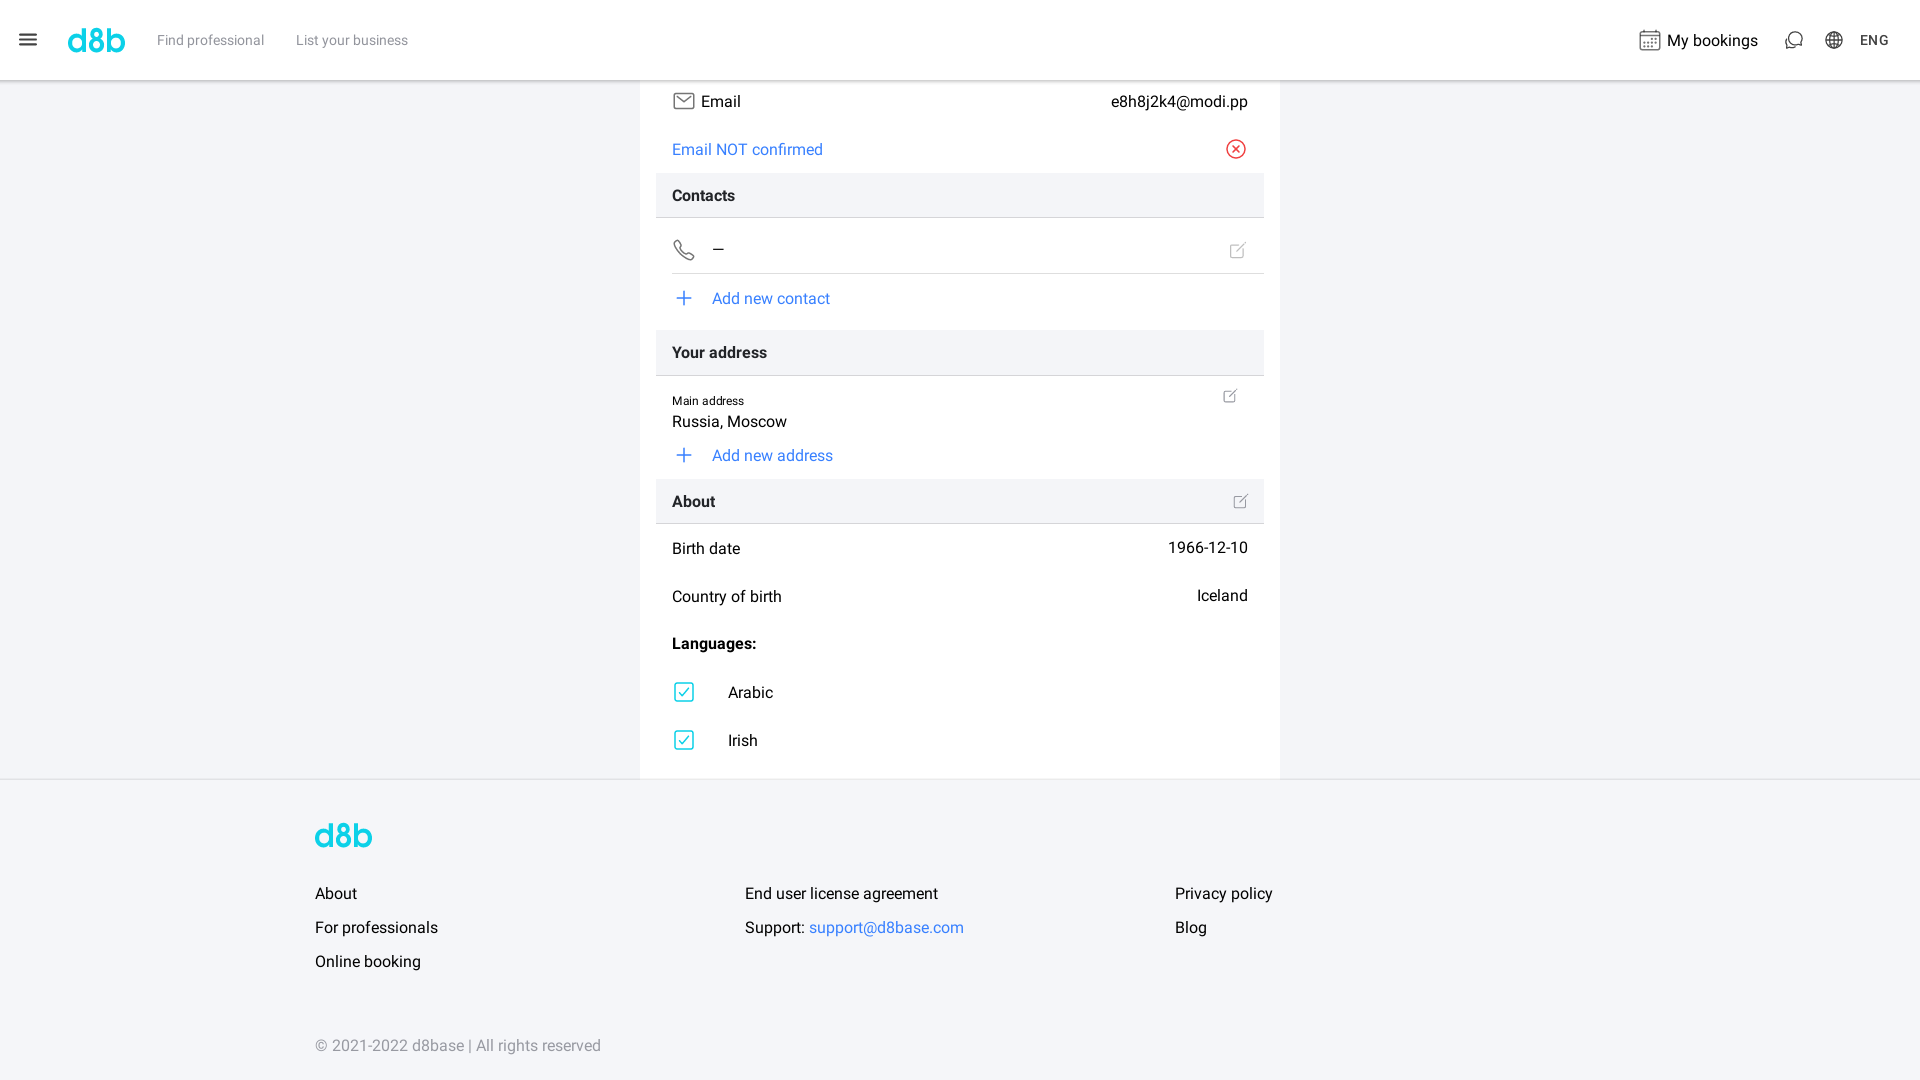 d8b
Find professional
List your business
My bookings
ENG
Email
e8h8j2k4@modi.pp
Email NOT confirmed
Contacts
—
Add new contact
Your address
Main address
Russia, Moscow
Add new address
About
Birth date
1966-12-10
Country of birth
Iceland
Languages:
Arabic
Irish
d8b
About
End user license agreement
Privacy policy
For professionals
Support: support@d8base.com
Blog
Online booking
© 2021-2022 d8base | All rights reserved